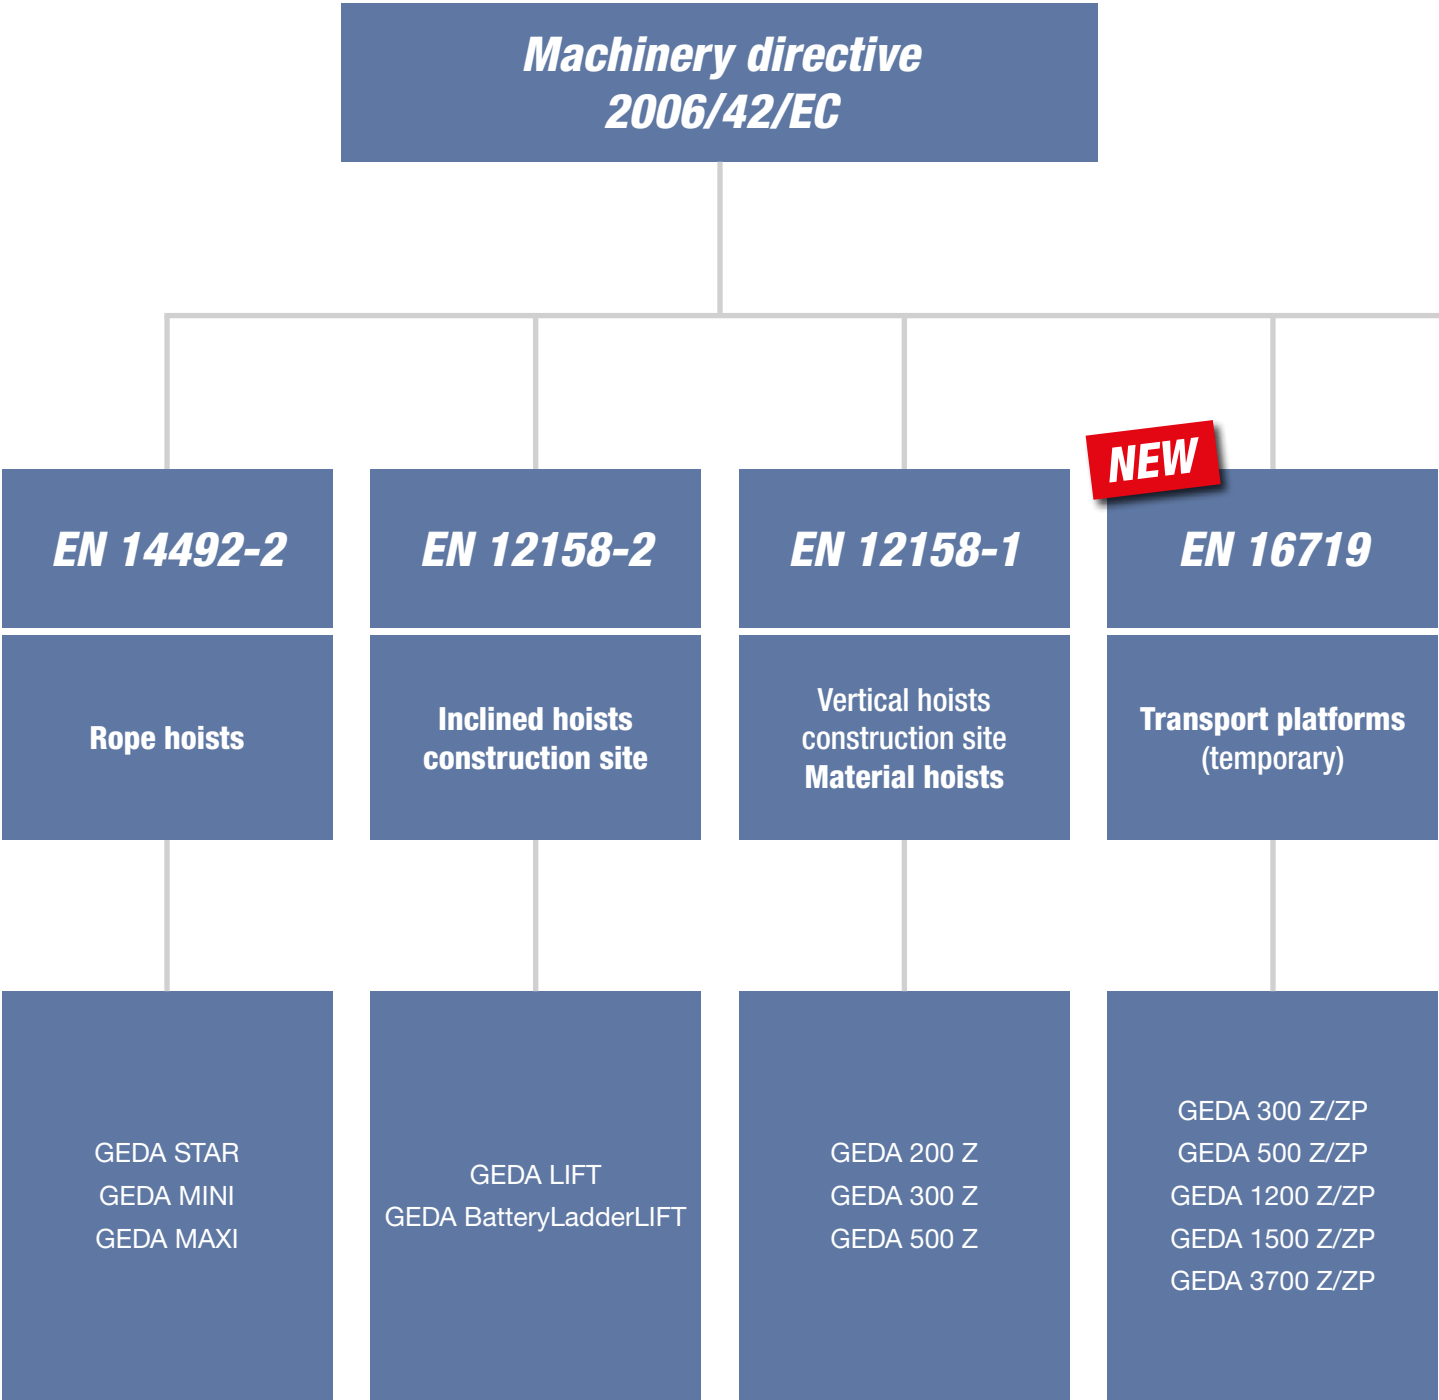 Machinery directive
2006/42/EC
NEW
EN 14492-2
EN 12158-2
EN 12158-1
EN 16719
Rope hoists
Inclined hoists
construction site
Vertical hoists
construction site
Material hoists
Transport platforms
(temporary)
GEDA STAR
GEDA MINI
GEDA MAXI
GEDA LIFT
GEDA BatteryLadderLIFT
GEDA 200 Z
GEDA 300 Z
GEDA 500 Z
GEDA 300 Z/ZP
GEDA 500 Z/ZP
GEDA 1200 Z/ZP
GEDA 1500 Z/ZP
GEDA 3700 Z/ZP